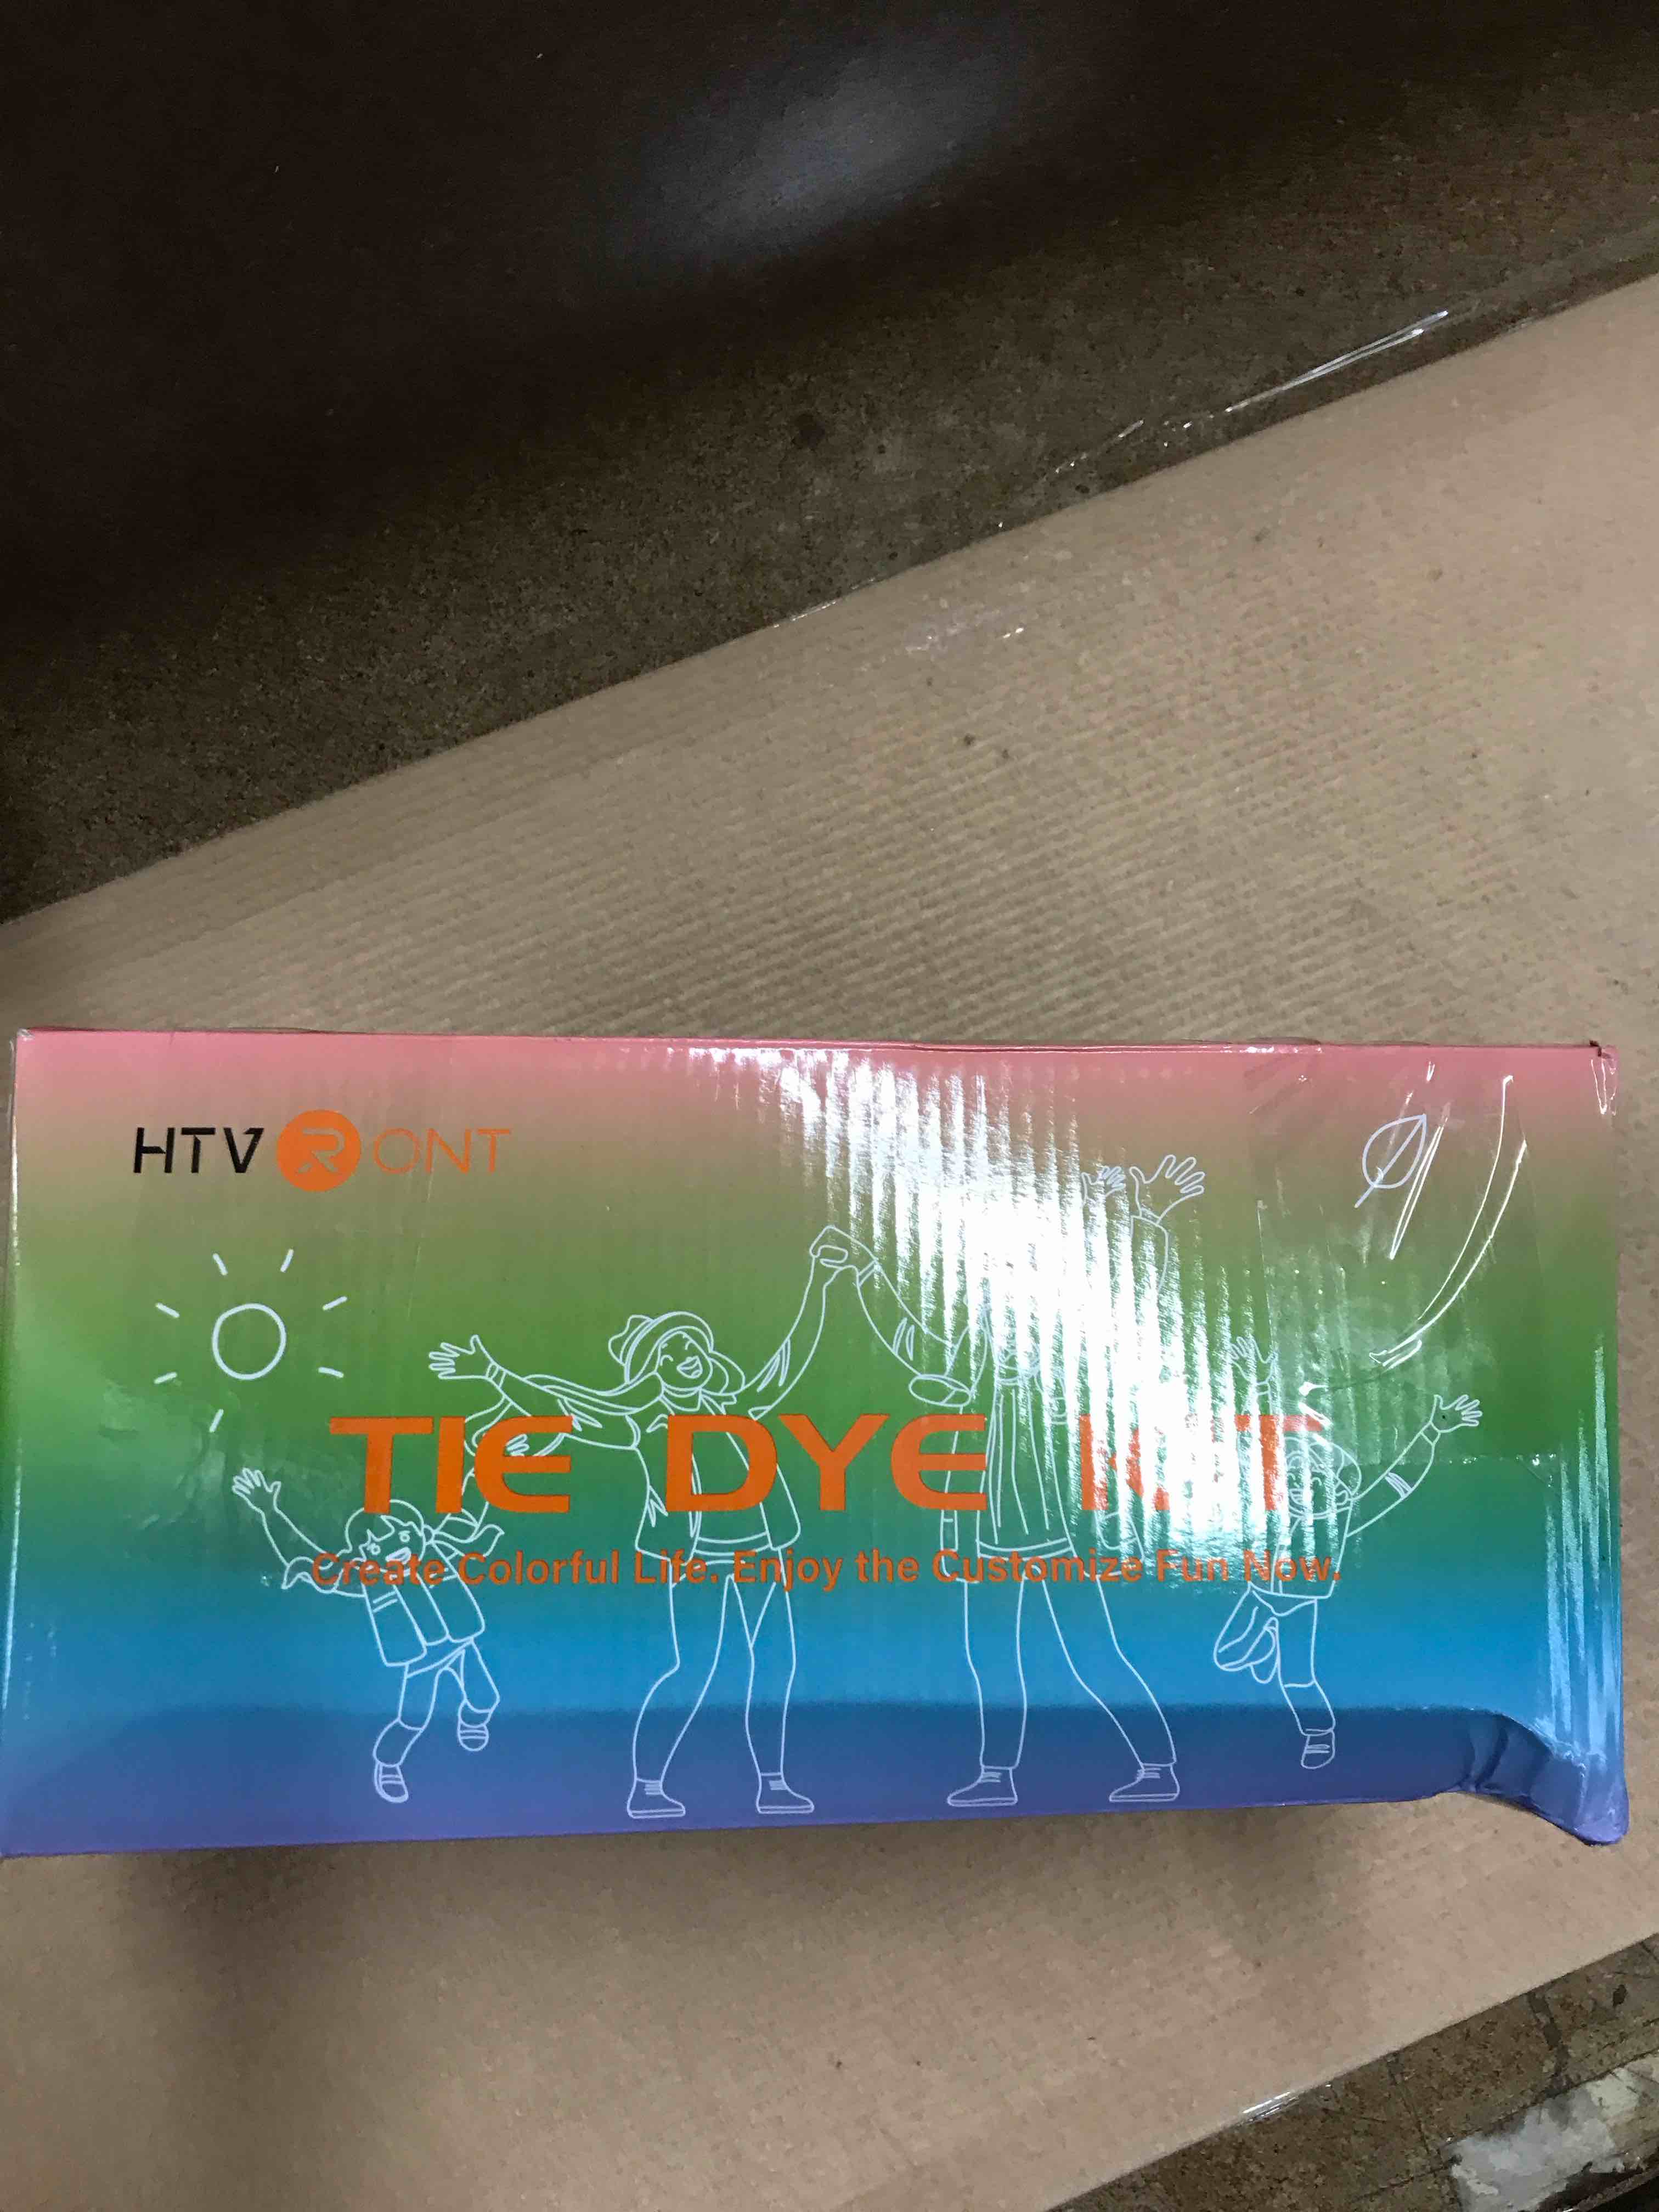 HTVRONT
TIE DYE KIT
Create Colorful Life. Enjoy the Customize Fun Now.